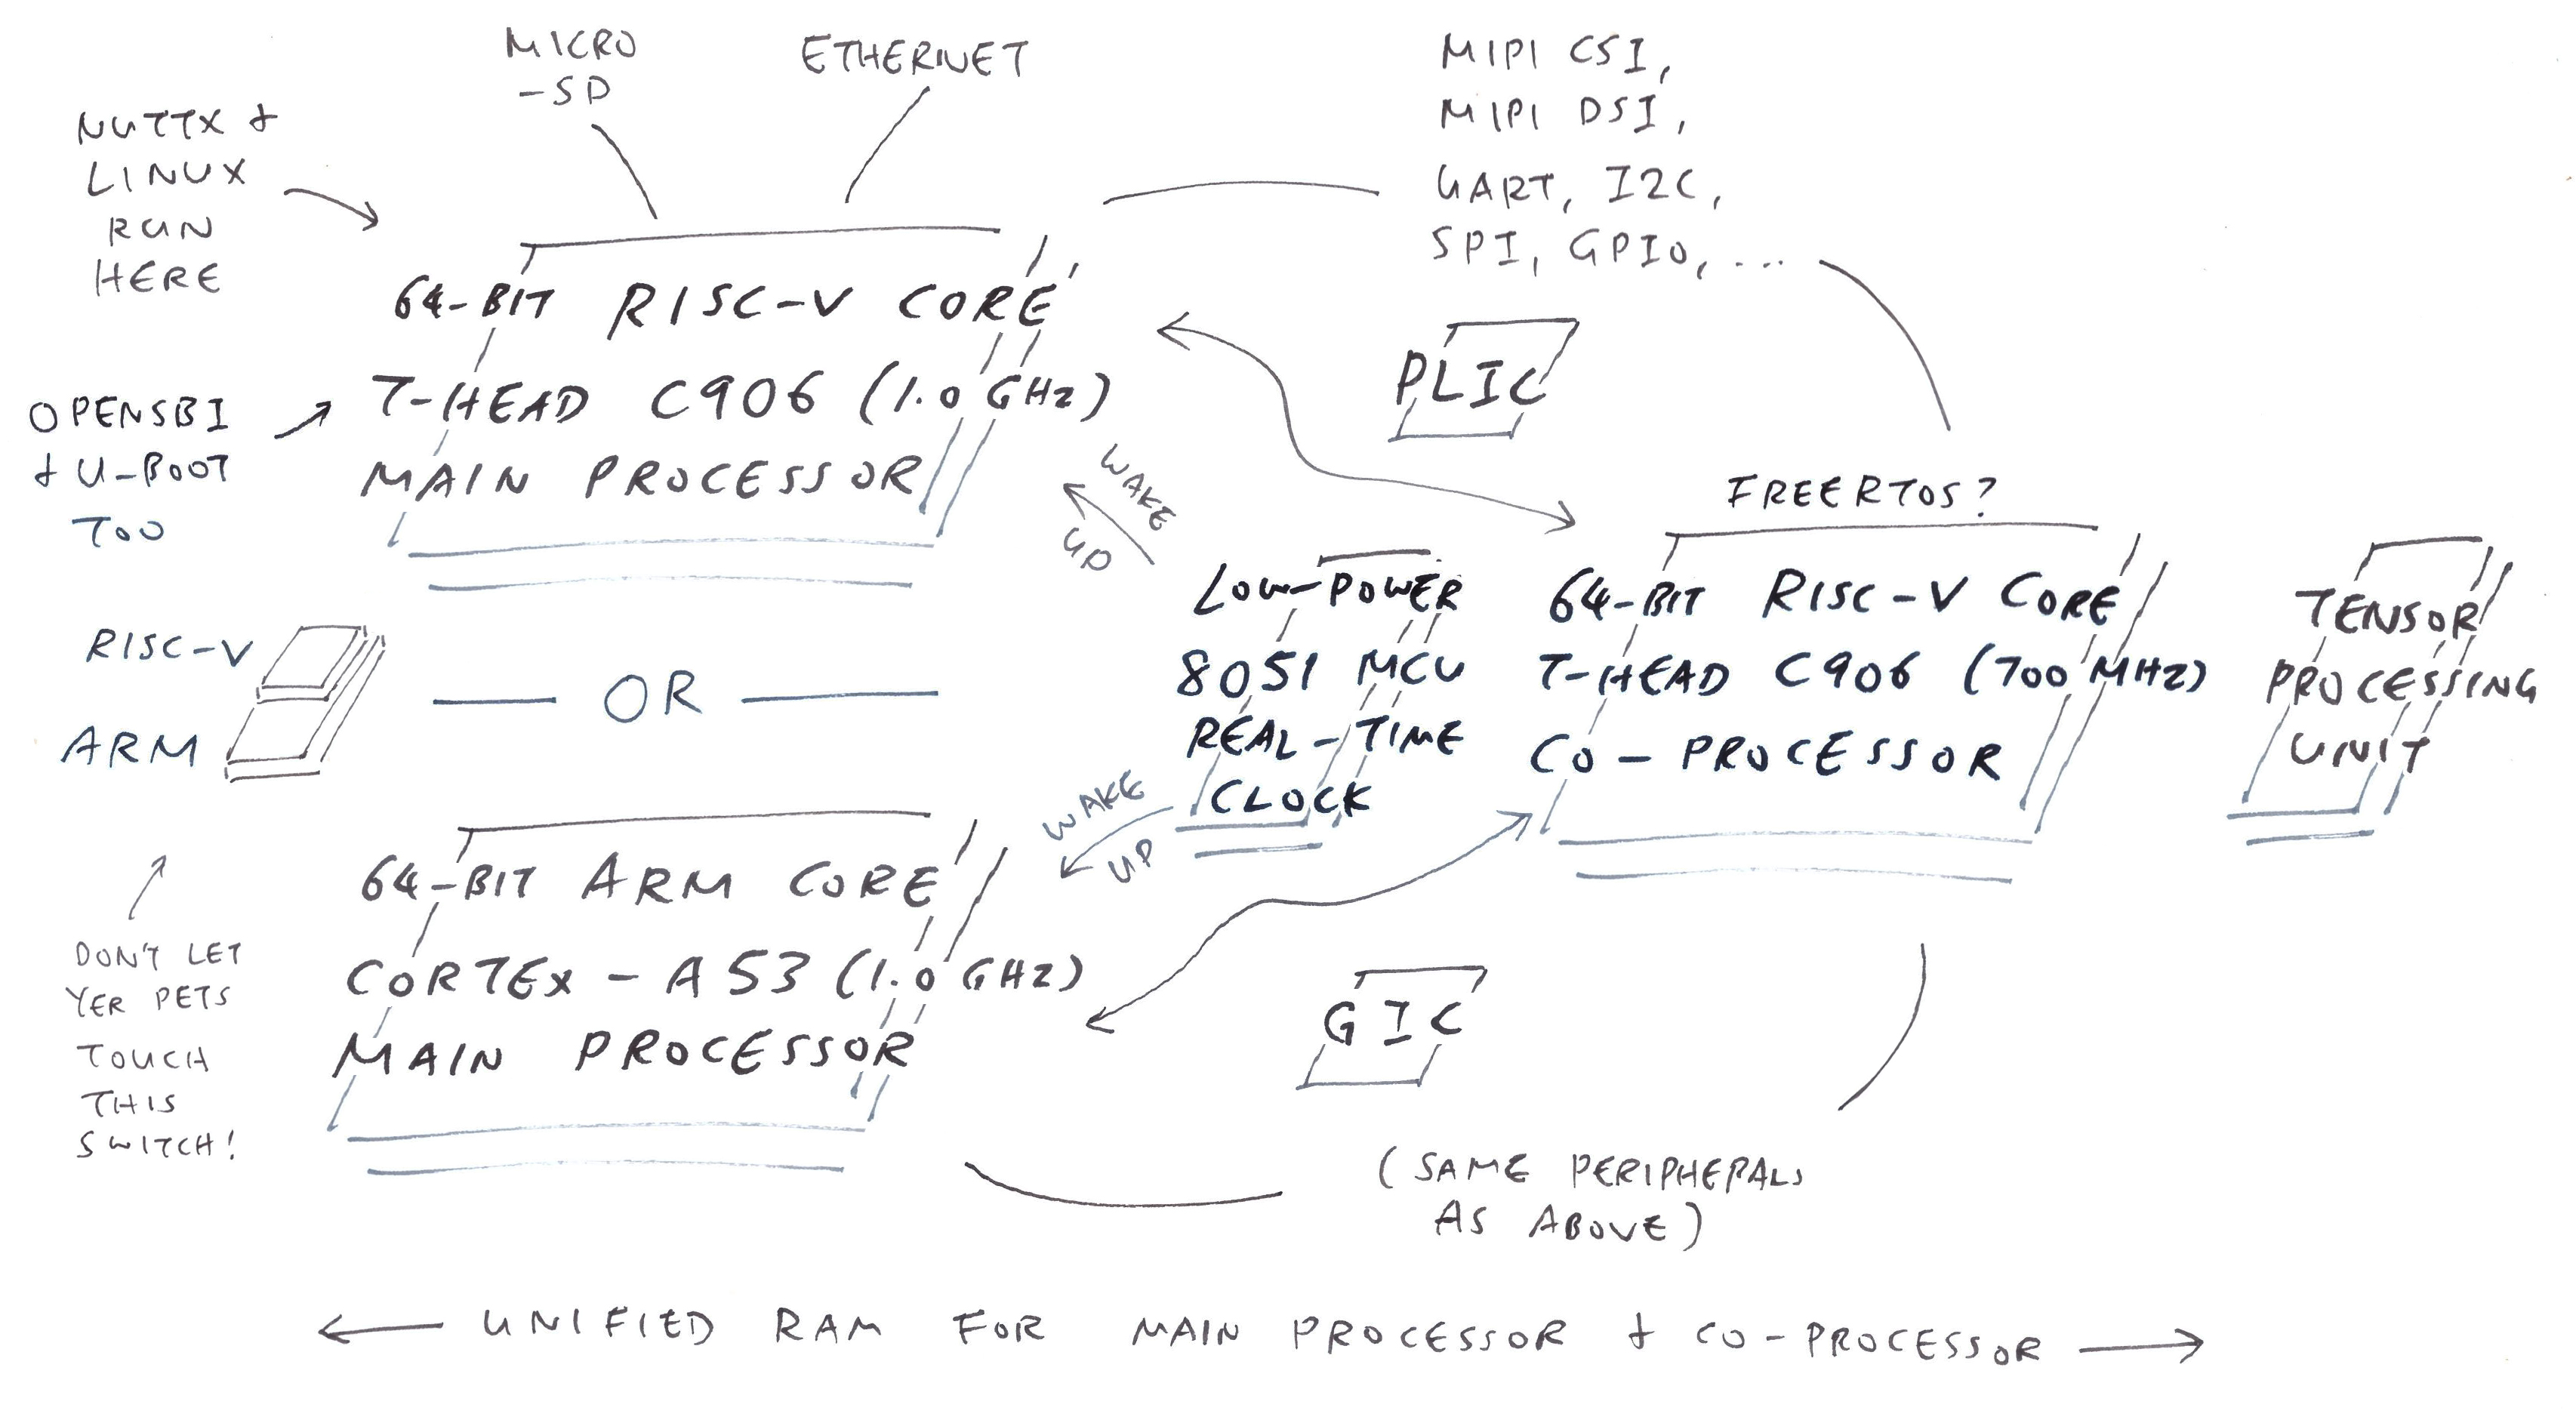 MICRO
-SD
ETHERNET
MIPI CSI,
MIPI DSI,
UART, I2C,
SPI, GPIO, ...
NUTTX +
LINUX
RUN
HERE
64-BIT RISC-V CORE
T-HEAD C906 (1.0 GHz)
MAIN PROCESSOR
OPENSBI
+ U-BOOT
TOO
PLIC
WAKE
UP
FREERTOS?
LOW-POWER
8051 MCU
REAL-TIME
CLOCK
64-BIT RISC-V CORE
T-HEAD C906 (700 MHz)
CO-PROCESSOR
TENSOR
PROCESSING
UNIT
RISC-V
ARM
OR
WAKE
UP
64-BIT ARM CORE
CORTEX-A53 (1.0 GHZ)
MAIN PROCESSOR
DON'T LET
YER PETS
TOUCH
THIS
SWITCH!
GIC
(SAME PERIPHERALS
AS ABOVE)
UNIFIED RAM FOR MAIN PROCESSOR + CO-PROCESSOR